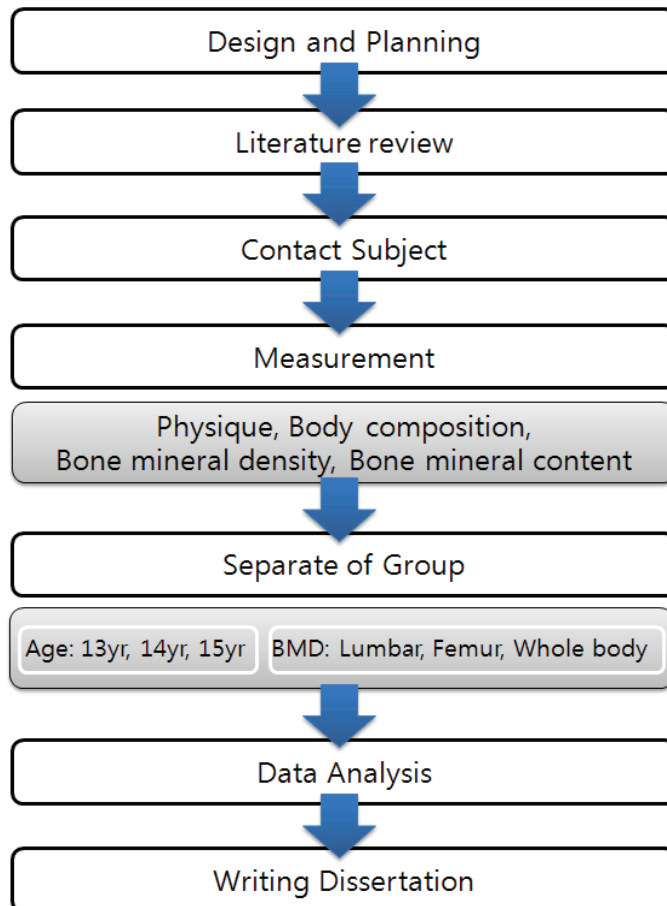 Design and Planning
Literature review
Contact Subject
Measurement
Physique, Body composition,
Bone mineral density, Bone mineral content
Separate of Group
Age: 13yr, 14yr, 15yr
BMD: Lumbar, Femur, Whole body
Data Analysis
Writing Dissertation